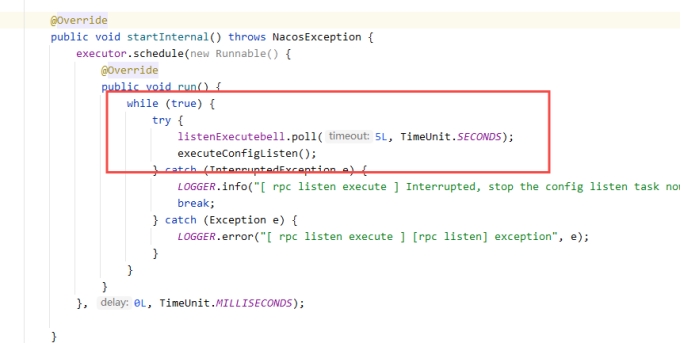 @Override
public void startInternal() throws NacosException {
executor.schedule(new Runnable() {
@Override
public void run() {
while (true) {
try {
listenExecutebell.poll( timeout: 5L, TimeUnit.SECONDS);
executeConfigListen();
} catch (InterruptedException e) {
LOGGER.info("[ rpc listen execute ] Interrupted, stop the config listen task
break;
} catch (Exception e) {
LOGGER.error("[ rpc listen execute ] [rpc listen] exception", e);
}
}
}
}, delay: 0L, TimeUnit.MILLISECONDS);
}